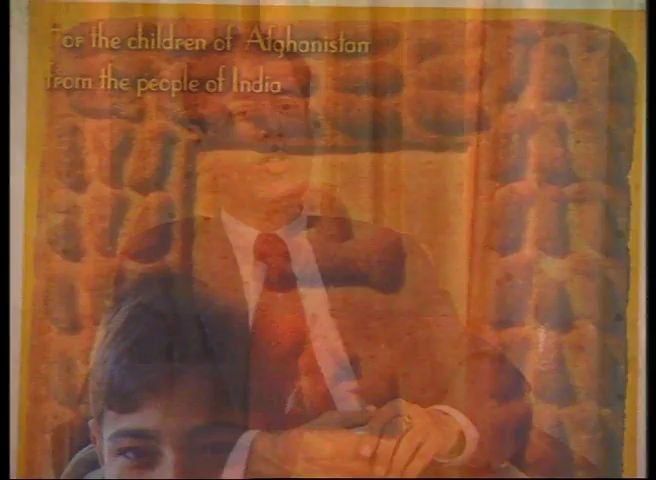 For the children of Afghanistan
from the people of India